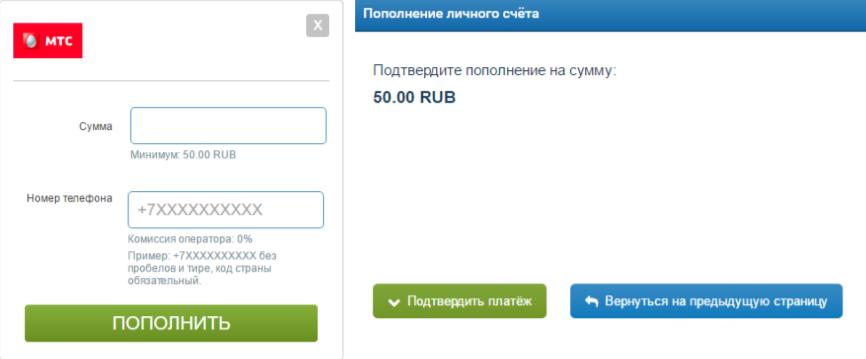 X
МТС
Сумма
Минимум: 50.00 RUB
Номер телефона
+7XXXXXXXXXX
Комиссия оператора: 0%
Пример: +7XXXXXXXXXX без
пробелов и тире, код страны
обязательный.
ПОПОЛНИТЬ
Пополнение личного счёта
Подтвердите пополнение на сумму:
50.00 RUB
Подтвердить платёж
Вернуться на предыдущую страницу